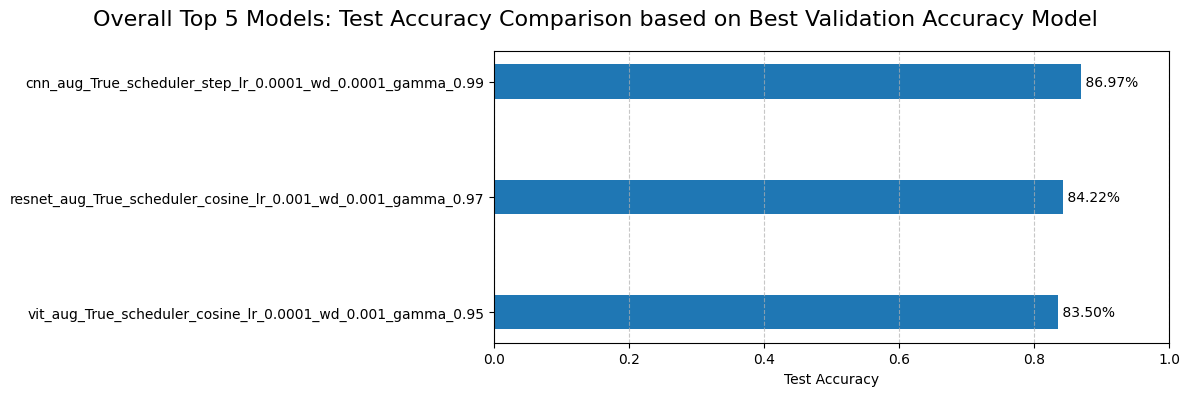 Overall Top 5 Models: Test Accuracy Comparison based on Best Validation Accuracy Model
cnn_aug_True_scheduler_step_lr_0.0001_wd_0.0001_gamma_0.99
86.97%
resnet_aug_True_scheduler_cosine_lr_0.001_wd_0.001_gamma_0.97
84.22%
vit_aug_True_scheduler_cosine_lr_0.0001_wd_0.001_gamma_0.95
83.50%
0.0 0.2 0.4 0.6 0.8 1.0
Test Accuracy